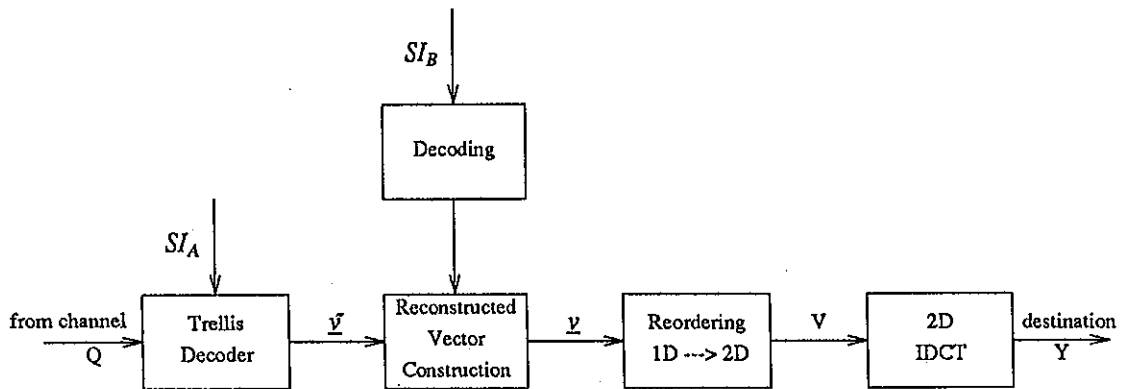 SI_B
Decoding
SI_A
from channel
Q
Trellis
Decoder
ṽ
Reconstructed
Vector
Construction
v
Reordering
1D ---> 2D
V
2D
IDCT
destination
Y